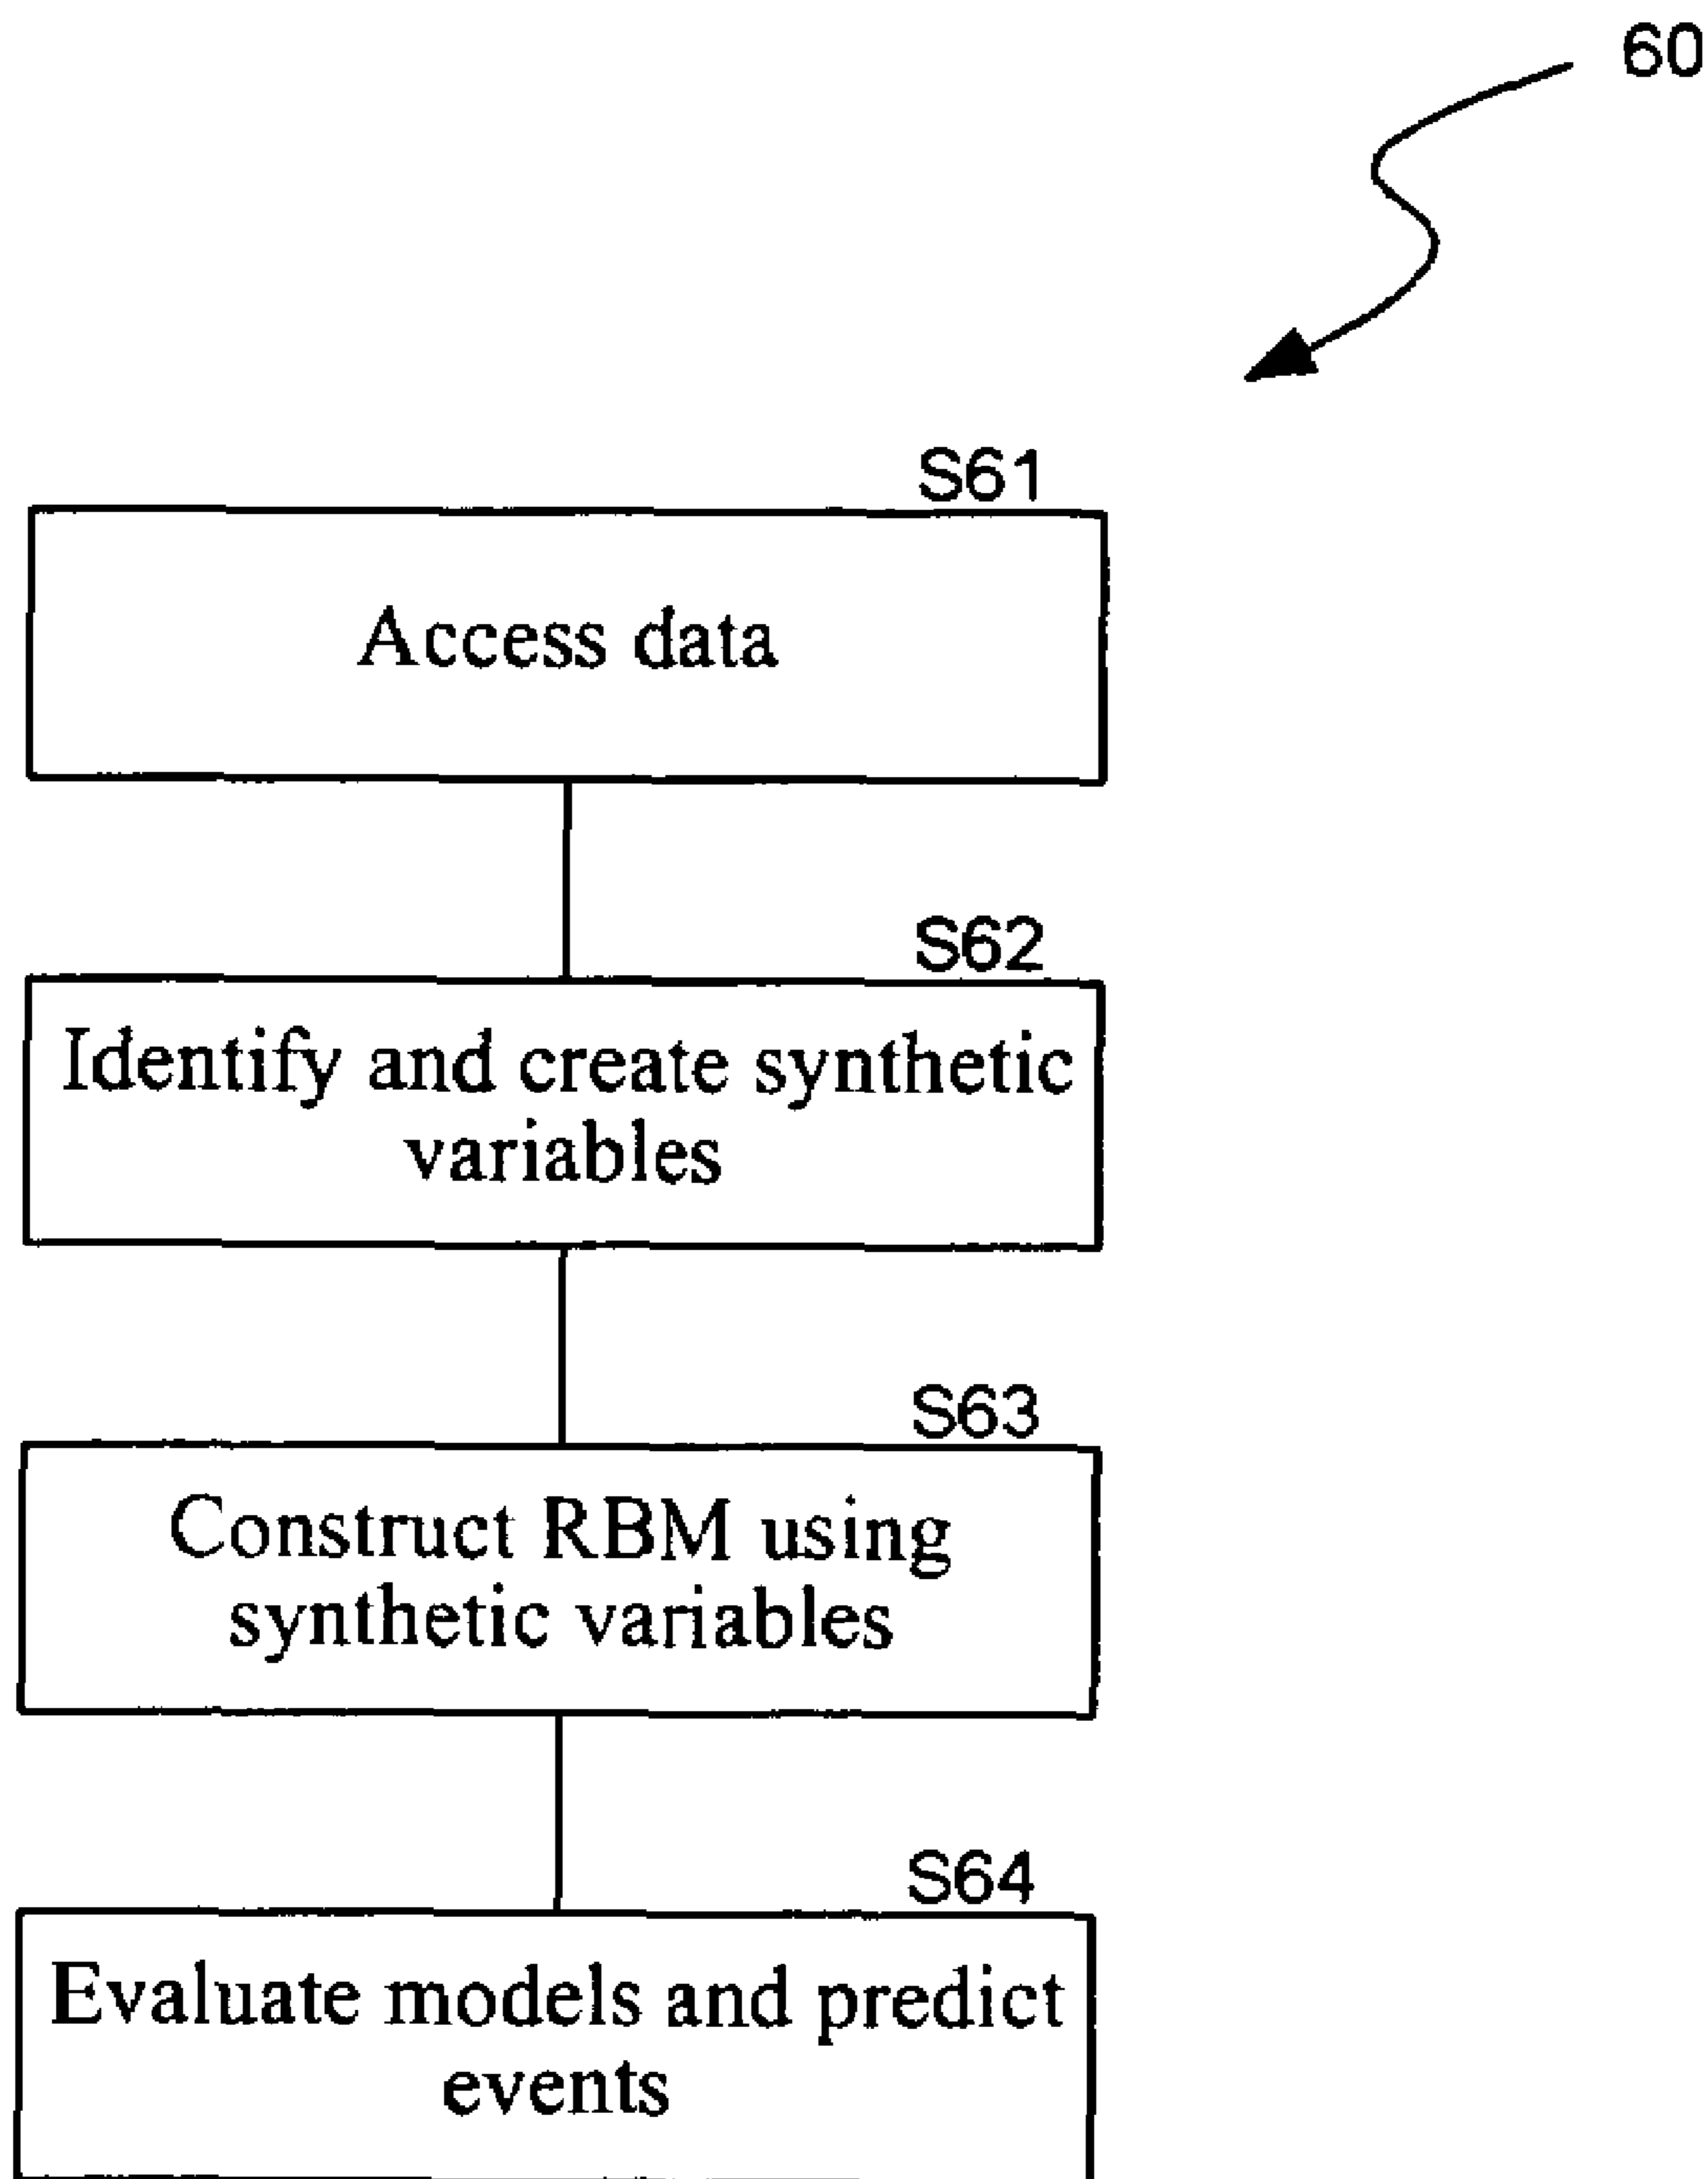 60
S61
Access data
S62
Identify and create synthetic
variables
S63
Construct RBM using
synthetic variables
S64
Evaluate models and predict
events